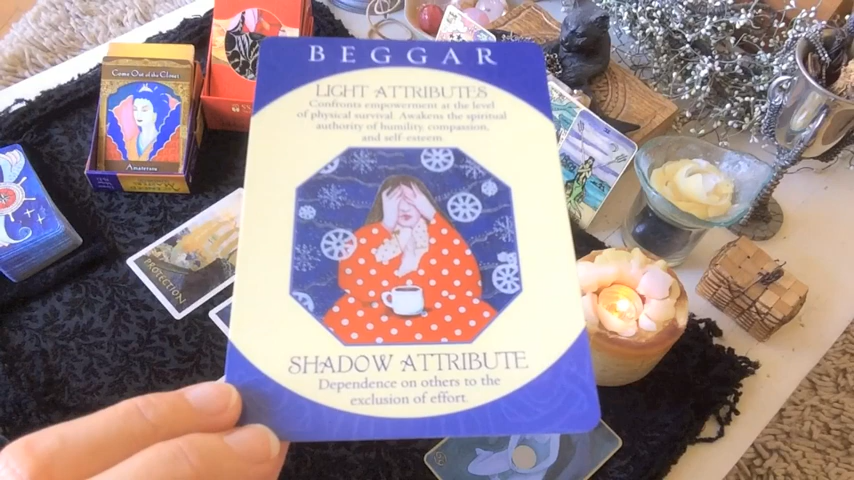 BEGGAR
LIGHT ATTRIBUTES
Confronts empowerment at the level
of physical survival. Awakens the spiritual
authority of humility, compassion,
and self-esteem.
SHADOW ATTRIBUTE
Dependence on others to the
exclusion of effort.
Come Out of the Closet
PROTECTION